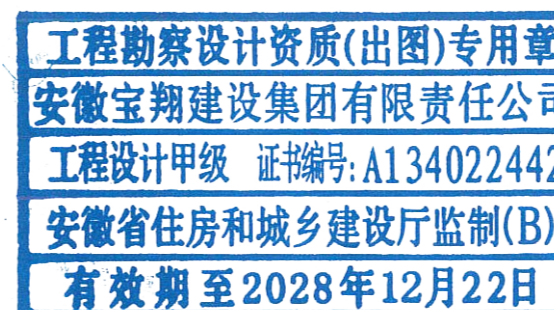 工程勘察设计资质(出图)专用章
安徽宝翔建设集团有限责任公司
工程设计甲级 证书编号:A134022442
安徽省住房和城乡建设厅监制(B)
有效期至2028年12月22日